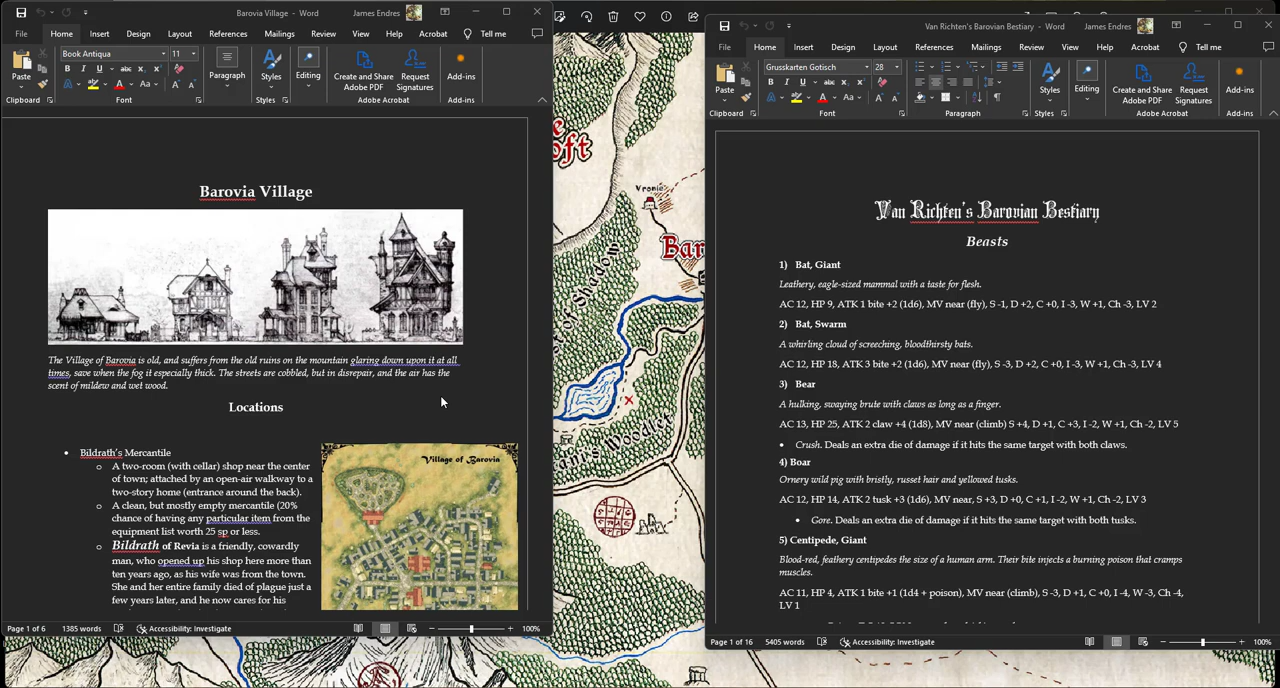 Barovia Village - Word
James Endres
File Home Insert Design Layout References Mailings Review View Help Acrobat Tell me
Book Antiqua 11
Paste
B I U abc x x
Aa A A
Paragraph
Styles
Editing
Create and Share
Adobe PDF
Request
Signatures
Add-ins
Clipboard Font Styles Adobe Acrobat Add-ins
Barovia Village
The Village of Barovia is old, and suffers from the old ruins on the mountain glaring down upon it at all
times, save when the fog it especially thick. The streets are cobbled, but in disrepair, and the air has the
scent of mildew and wet wood.
Locations
• Bildrath's Mercantile
o A two-room (with cellar) shop near the center
of town; attached by an open-air walkway to a
two-story home (entrance around the back).
o A clean, but mostly empty mercantile (20%
chance of having any particular item from the
equipment list worth 25 sp or less.
o Bildrath of Revia is a friendly, cowardly
man, who opened up his shop here more than
ten years ago, as his wife was from the town.
She and her entire family died of plague just a
few years later, and he now cares for his
Village of Barovia
Page 1 of 6 1385 words Accessibility: Investigate 100%
oft
Vronie
Bar
of Shadow
ani's Woodley
Van Richten's Barovian Bestiary - Word
James Endres
File Home Insert Design Layout References Mailings Review View Help Acrobat Tell me
Grusskarten Gotisch 28
Paste
B I U abc x x
Aa A A
Styles
Editing
Create and Share
Adobe PDF
Request
Signatures
Add-ins
Clipboard Font Paragraph Styles Adobe Acrobat Add-ins
Van Richten's Barovian Bestiary
Beasts
1) Bat, Giant
Leathery, eagle-sized mammal with a taste for flesh.
AC 12, HP 9, ATK 1 bite +2 (1d6), MV near (fly), S -1, D +2, C +0, I -3, W +1, Ch -3, LV 2
2) Bat, Swarm
A whirling cloud of screeching, bloodthirsty bats.
AC 12, HP 18, ATK 3 bite +2 (1d6), MV near (fly), S -3, D +2, C +0, I -3, W +1, Ch -3, LV 4
3) Bear
A hulking, swaying brute with claws as long as a finger.
AC 13, HP 25, ATK 2 claw +4 (1d8), MV near (climb) S +4, D +1, C +3, I -2, W +1, Ch -2, LV 5
• Crush. Deals an extra die of damage if it hits the same target with both claws.
4) Boar
Ornery wild pig with bristly, russet hair and yellowed tusks.
AC 12, HP 14, ATK 2 tusk +3 (1d6), MV near, S +3, D +0, C +1, I -2, W +1, Ch -2, LV 3
• Gore. Deals an extra die of damage if it hits the same target with both tusks.
5) Centipede, Giant
Blood-red, feathery centipedes the size of a human arm. Their bite injects a burning poison that cramps
muscles.
AC 11, HP 4, ATK 1 bite +1 (1d4 + poison), MV near (climb), S -3, D +1, C +0, I -4, W -3, Ch -4,
LV 1
Page 1 of 16 5405 words Accessibility: Investigate 100%